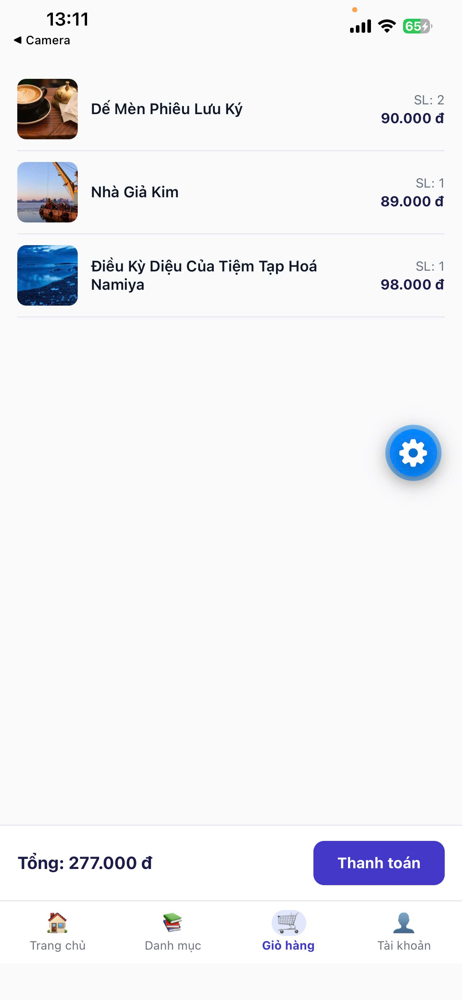 13:11
65
◀ Camera
Dế Mèn Phiêu Lưu Ký
SL: 2
90.000 đ
Nhà Giả Kim
SL: 1
89.000 đ
Điều Kỳ Diệu Của Tiệm Tạp Hoá
Namiya
SL: 1
98.000 đ
Tổng: 277.000 đ
Thanh toán
Trang chủ
Danh mục
Giỏ hàng
Tài khoản